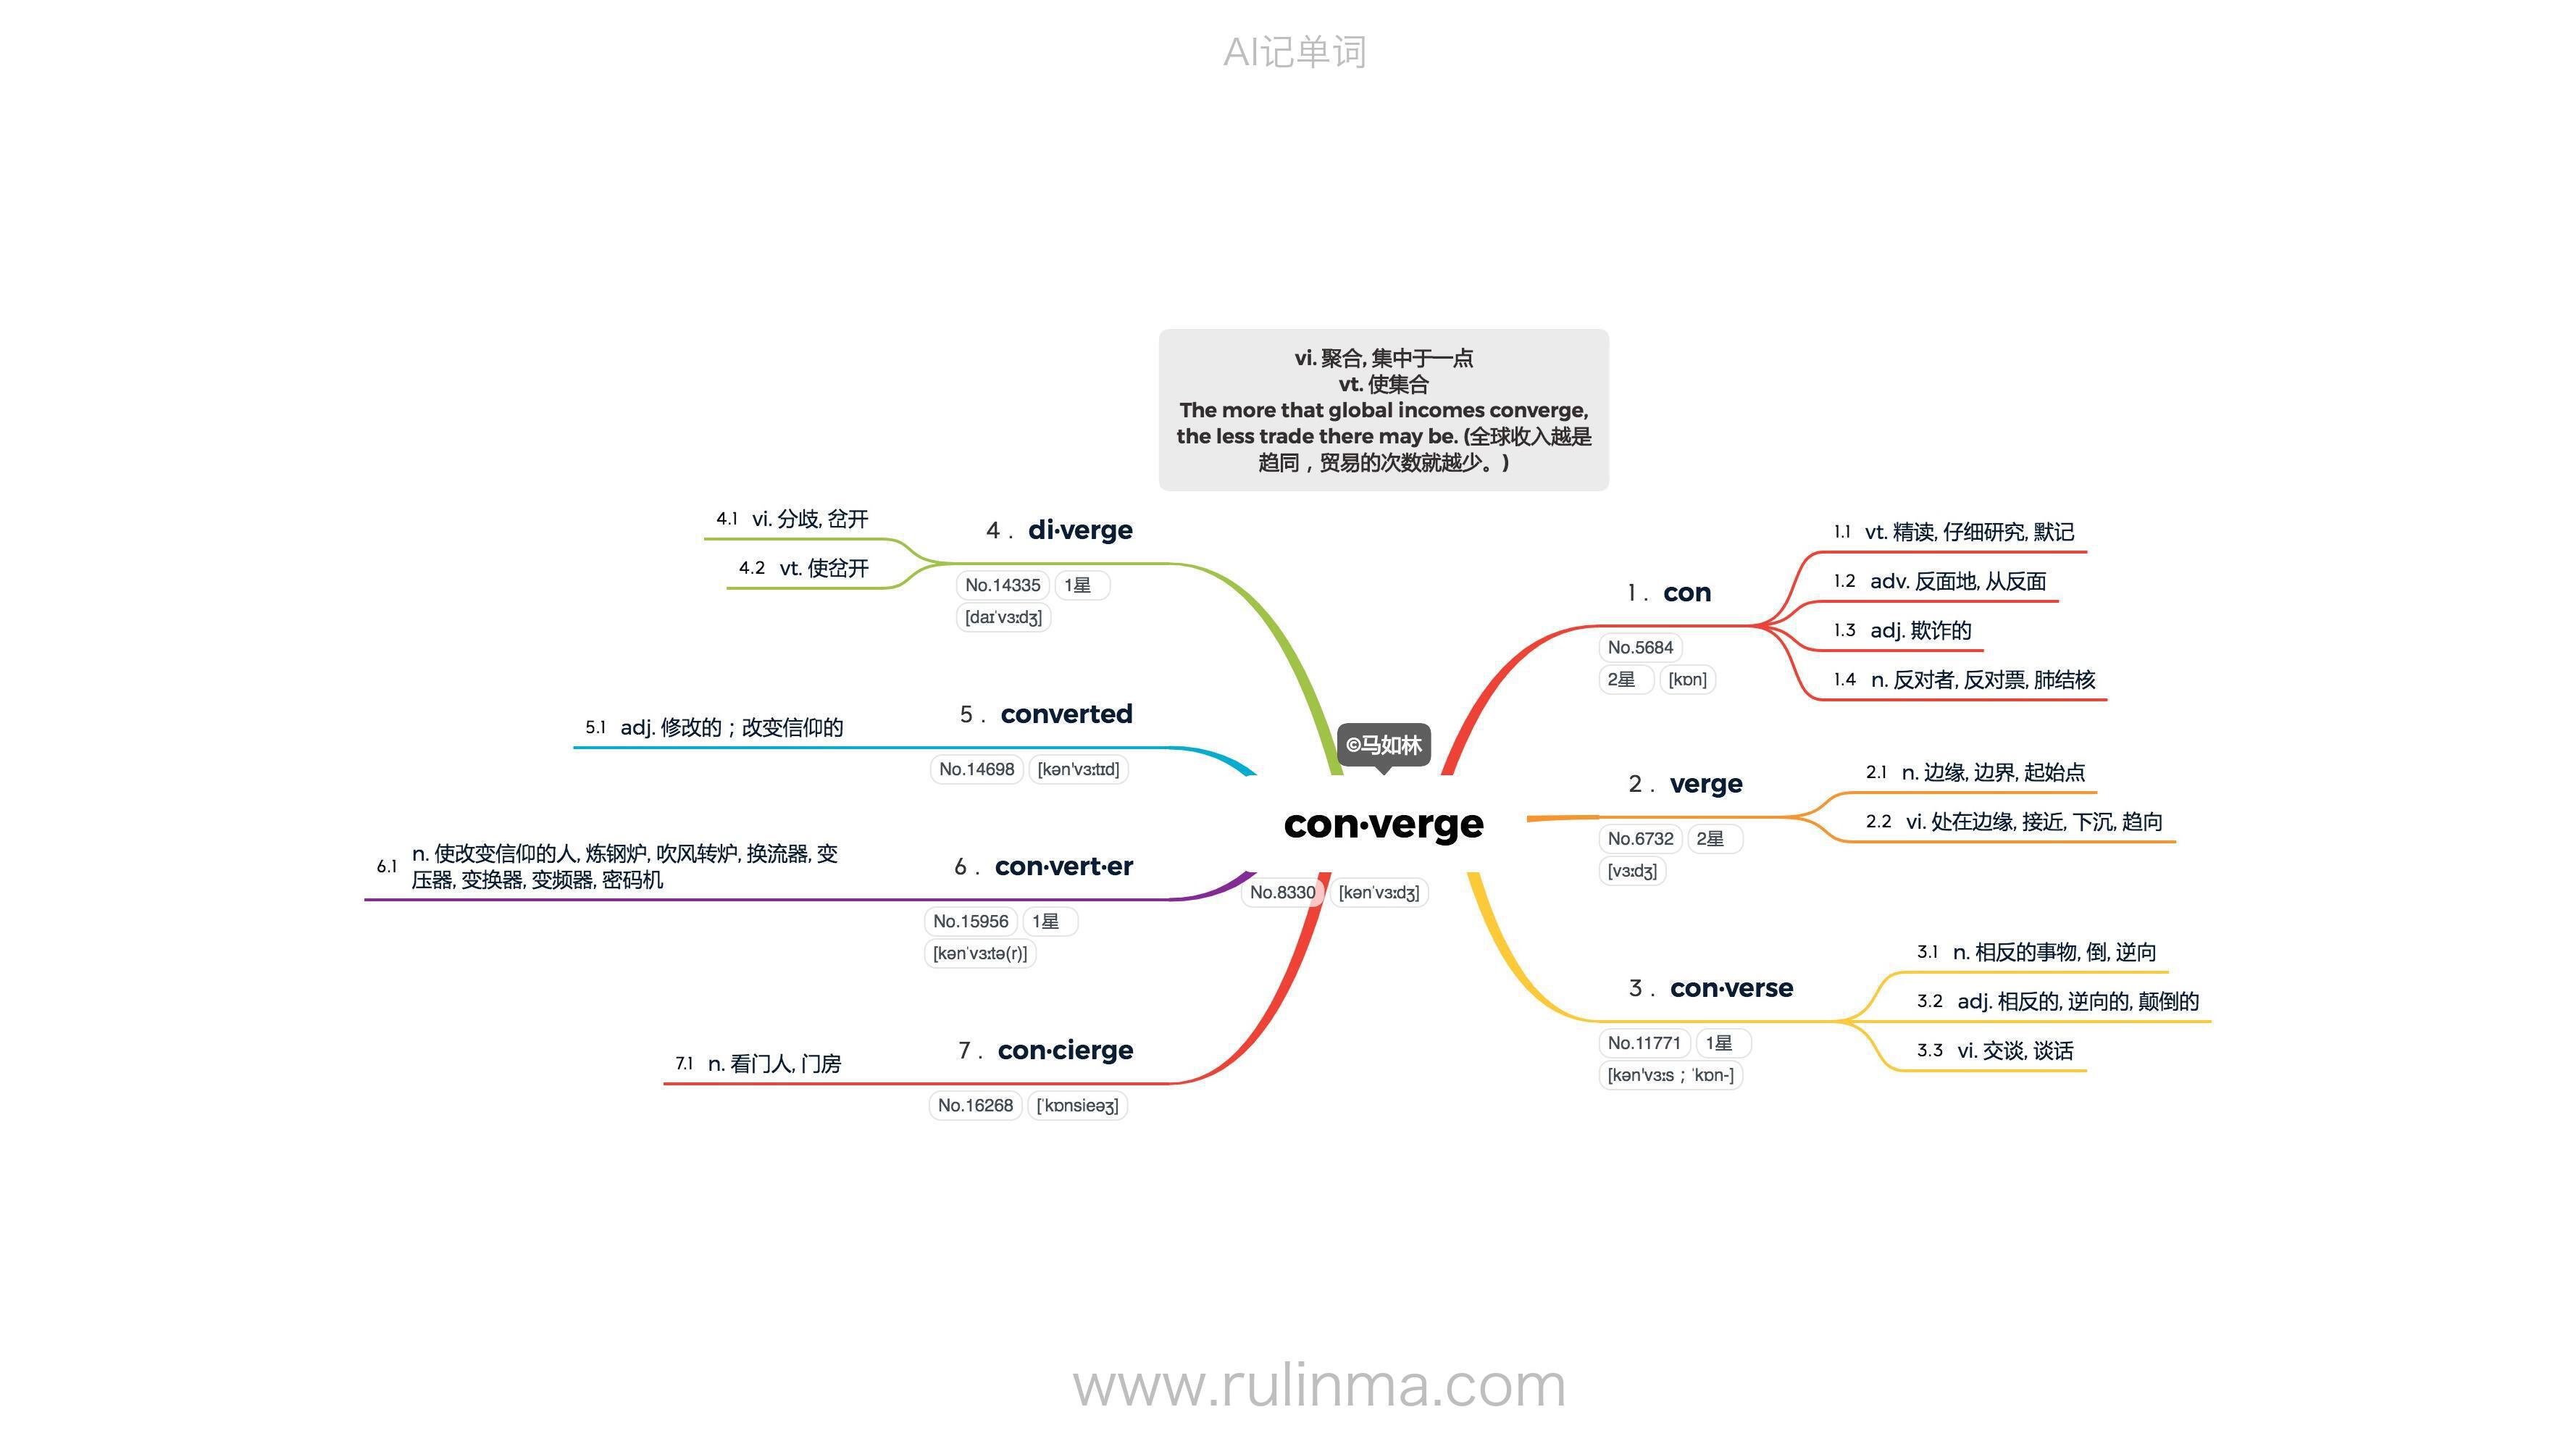 AI记单词
vi. 聚合, 集中于一点
vt. 使集合
The more that global incomes converge,
the less trade there may be. (全球收入越是
趋同，贸易的次数就越少。)
©马如林
con·verge
No.8330 [kənˈvɜːdʒ]
1. con
No.5684
2星 [kɒn]
1.1 vt. 精读, 仔细研究, 默记
1.2 adv. 反面地, 从反面
1.3 adj. 欺诈的
1.4 n. 反对者, 反对票, 肺结核
2. verge
No.6732 2星
[vɜːdʒ]
2.1 n. 边缘, 边界, 起始点
2.2 vi. 处在边缘, 接近, 下沉, 趋向
3. con·verse
No.11771 1星
[kən'vɜːs；ˈkɒn-]
3.1 n. 相反的事物, 倒, 逆向
3.2 adj. 相反的, 逆向的, 颠倒的
3.3 vi. 交谈, 谈话
4. di·verge
No.14335 1星
[daɪˈvɜːdʒ]
4.1 vi. 分歧, 岔开
4.2 vt. 使岔开
5. converted
No.14698 [kən'vɜːtɪd]
5.1 adj. 修改的；改变信仰的
6. con·vert·er
No.15956 1星
[kənˈvɜːtə(r)]
6.1 n. 使改变信仰的人, 炼钢炉, 吹风转炉, 换流器, 变
压器, 变换器, 变频器, 密码机
7. con·cierge
No.16268 [ˈkɒnsieəʒ]
7.1 n. 看门人, 门房
www.rulinma.com